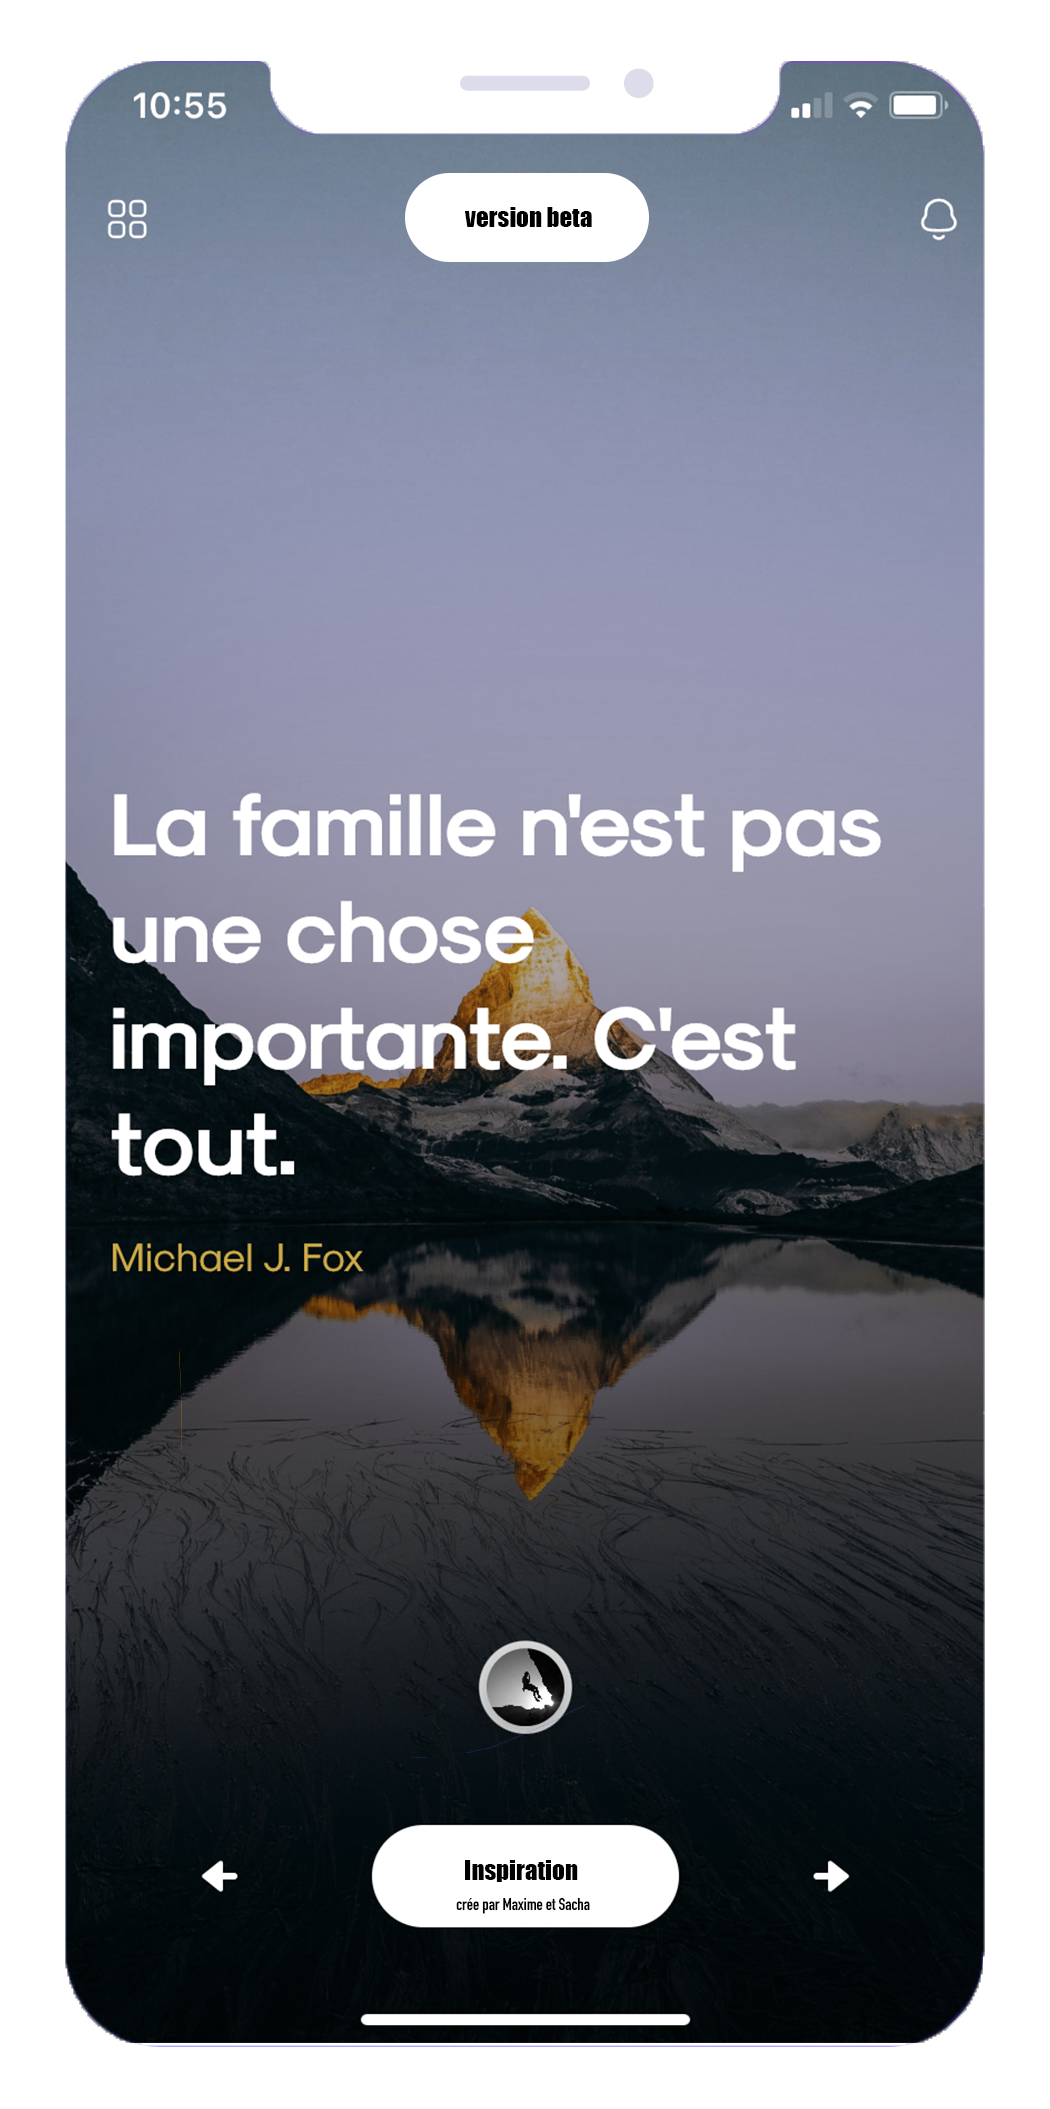 10:55
version beta
La famille n'est pas
une chose
importante. C'est
tout.
Michael J. Fox
Inspiration
crée par Maxime et Sacha